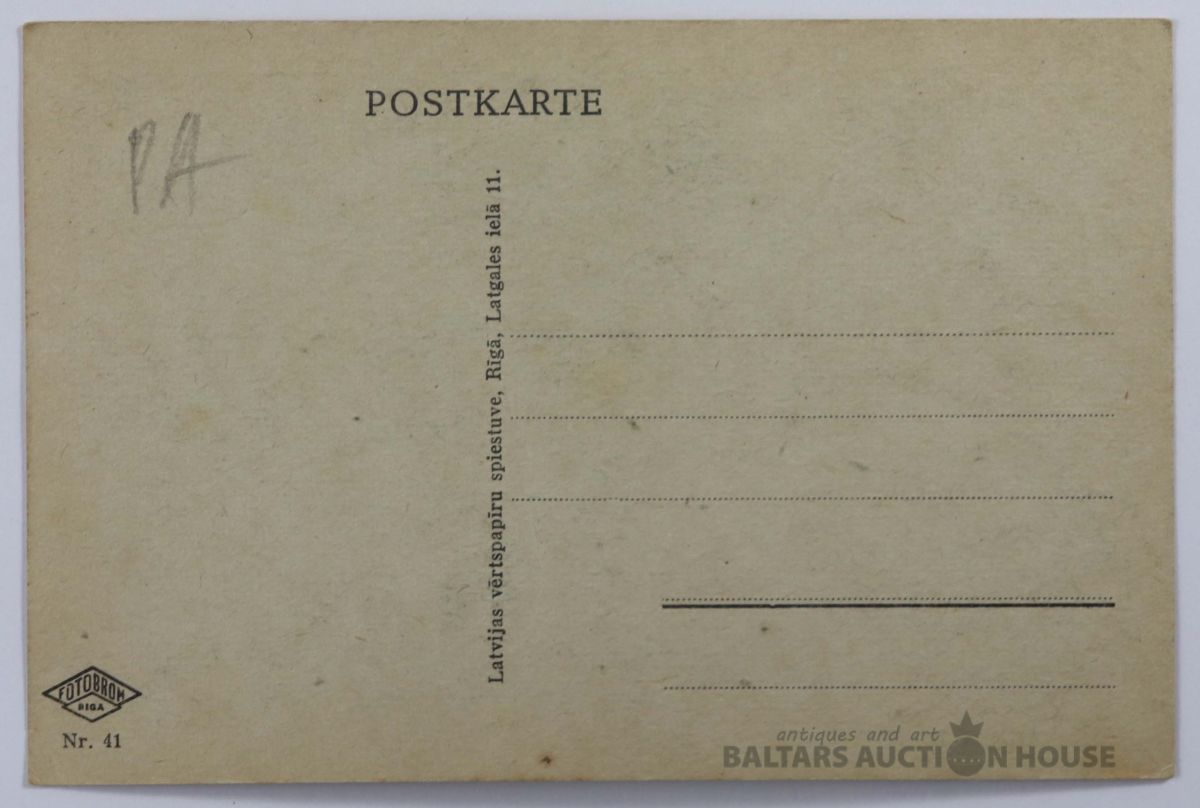 POSTKARTE
PA
Latvijas vērtspapīru spiestuve, Rīgā, Latgales ielā 11.
FOTOBROM
RIGA
Nr. 41
antiques and art
BALTARS AUCTION HOUSE